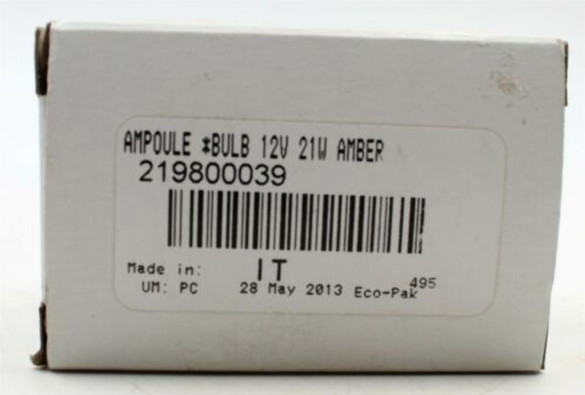 AMPOULE *BULB 12V 21W AMBER
219800039
Made in: IT
UM: PC 28 May 2013 Eco-Pak 495